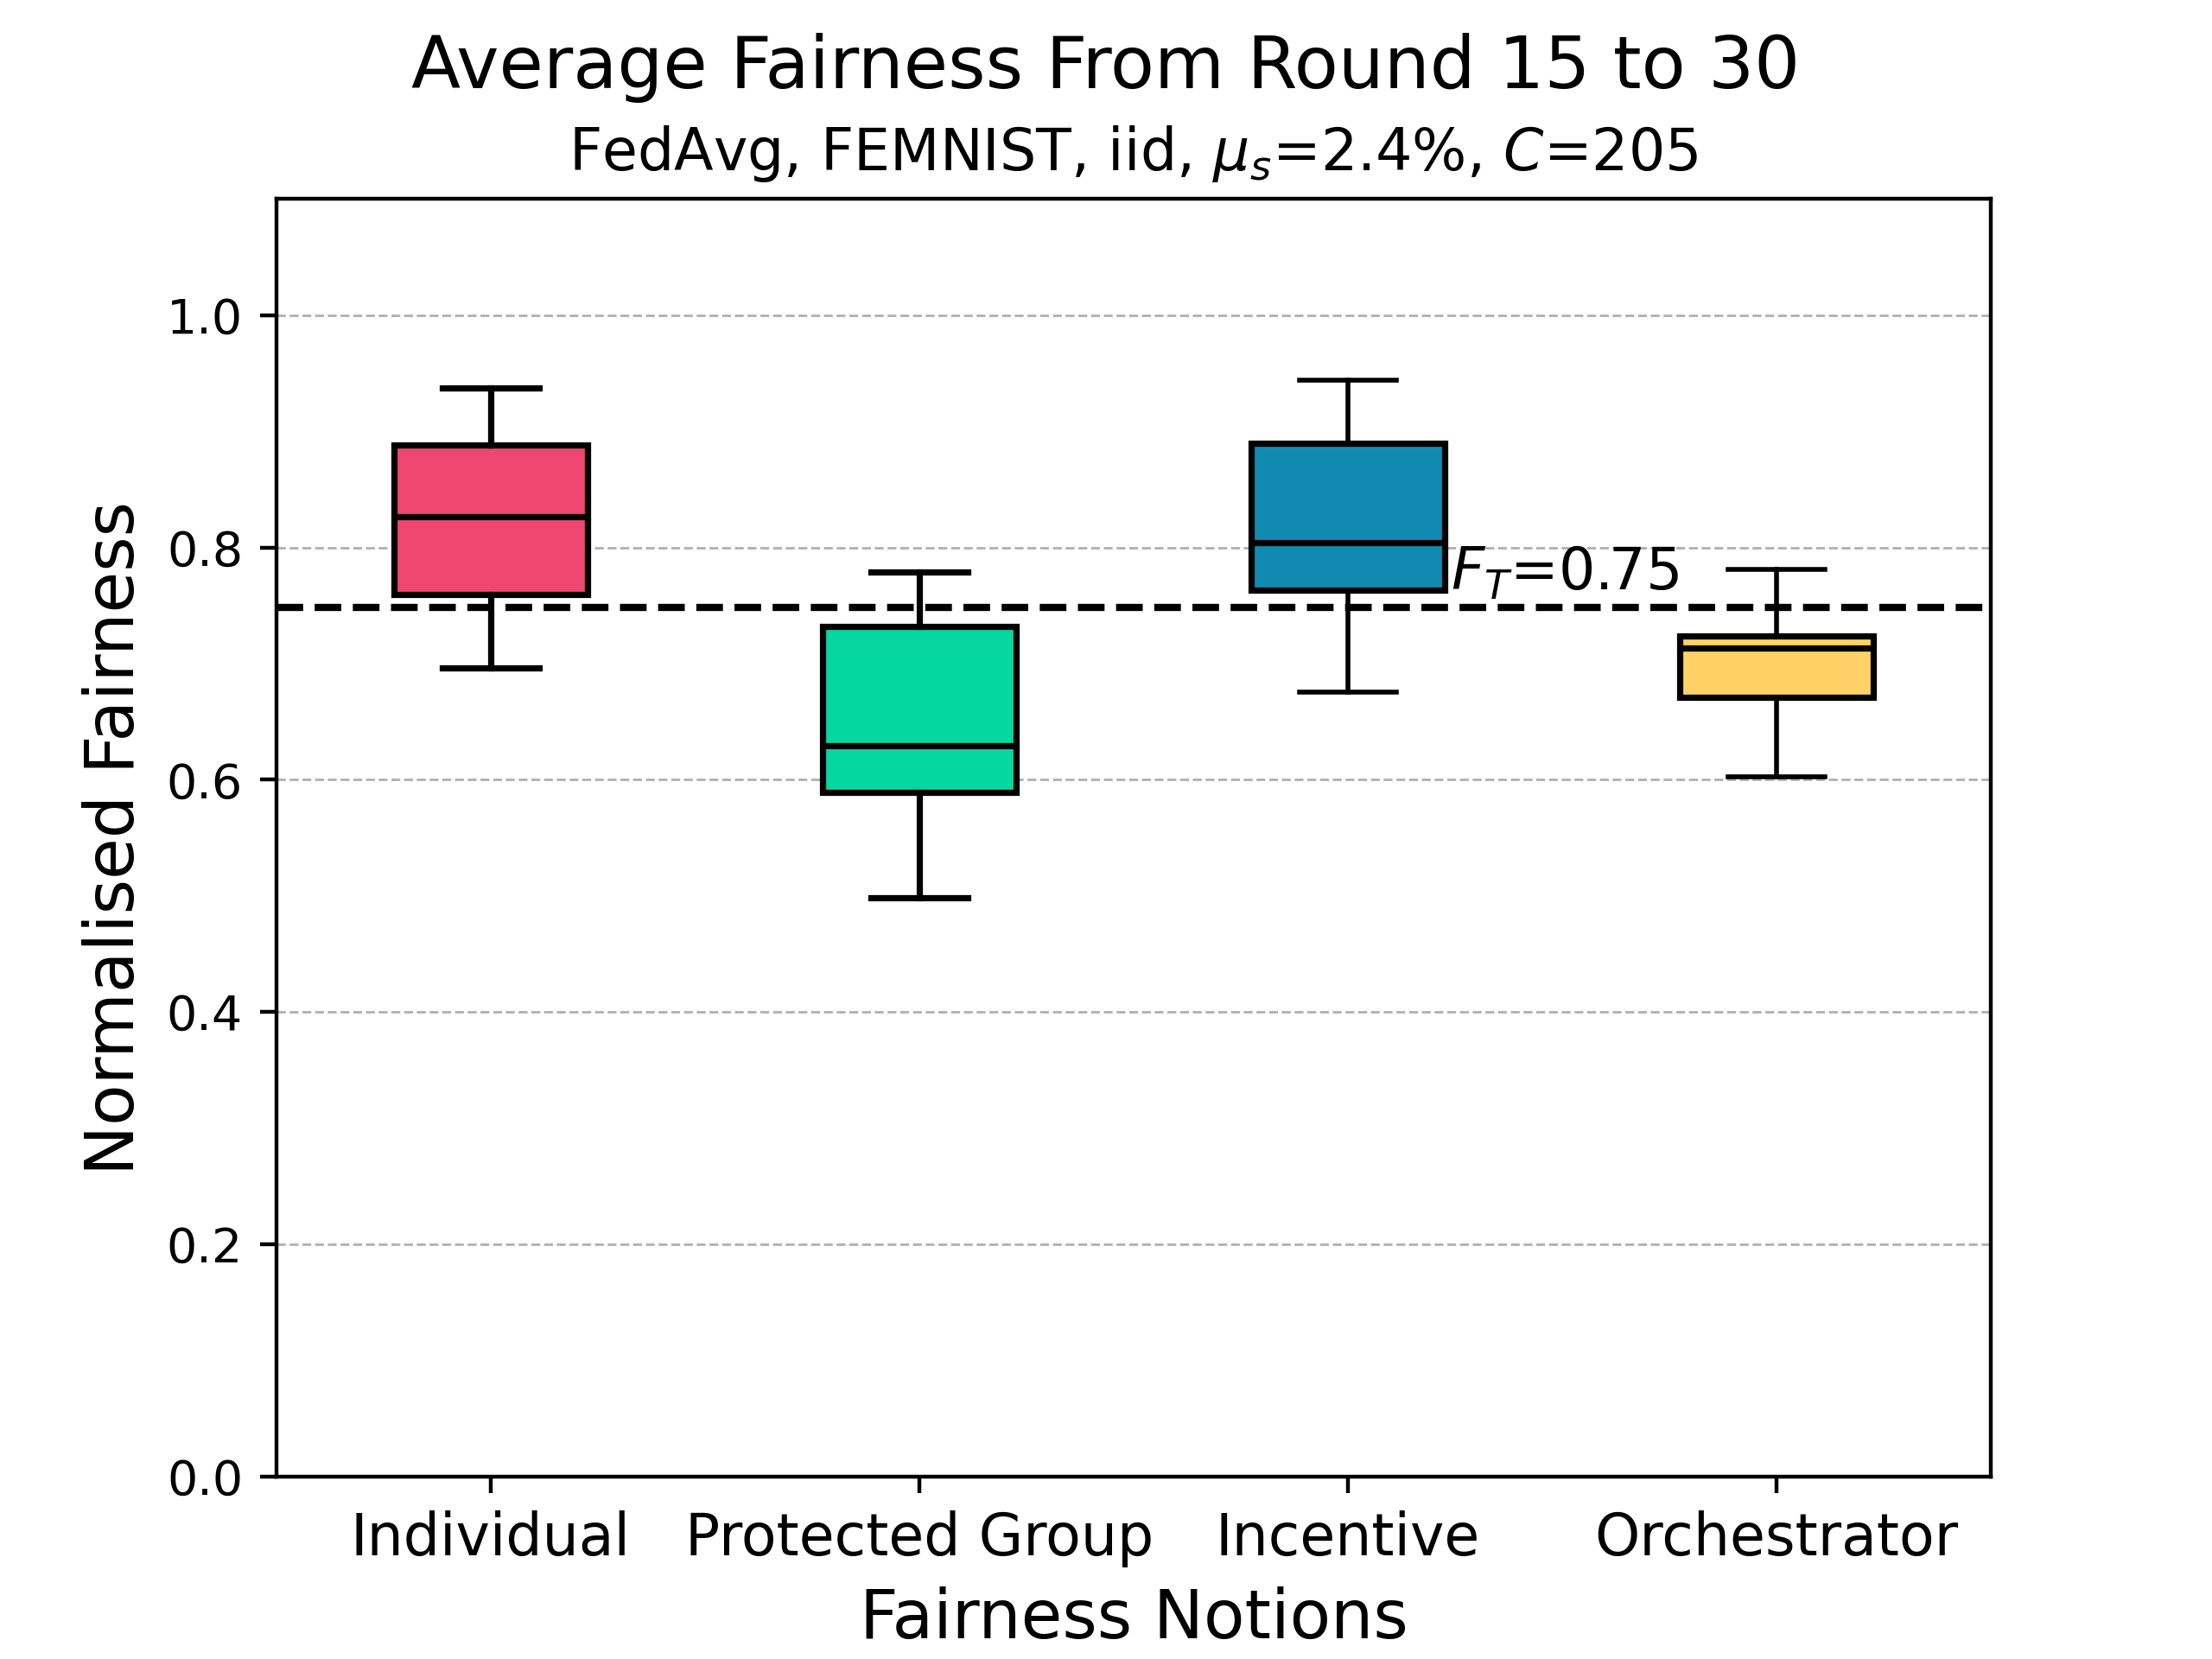 Average Fairness From Round 15 to 30
FedAvg, FEMNIST, iid, μₛ=2.4%, C=205
Normalised Fairness
1.0
0.8
0.6
0.4
0.2
0.0
F_T=0.75
Individual Protected Group Incentive Orchestrator
Fairness Notions